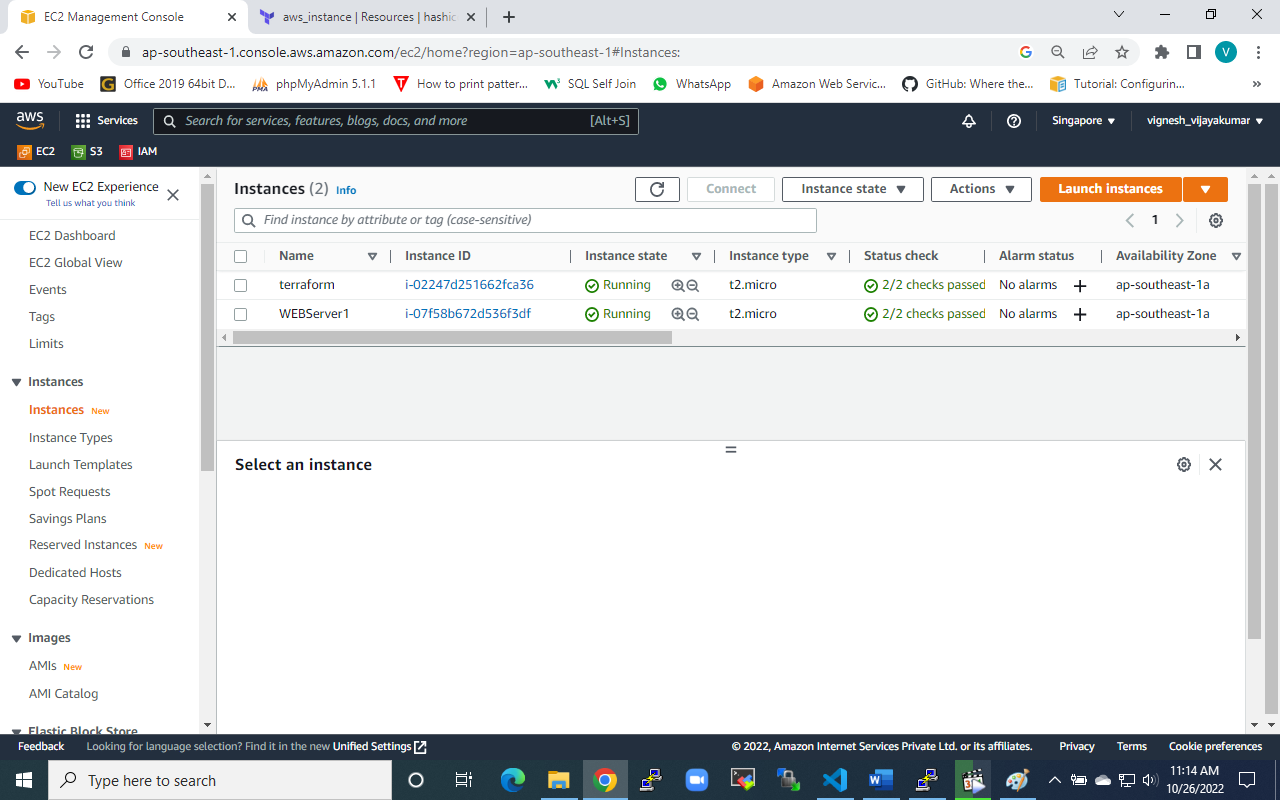 EC2 Management Console
aws_instance | Resources | hashic
ap-southeast-1.console.aws.amazon.com/ec2/home?region=ap-southeast-1#Instances:
V
YouTube
Office 2019 64bit D...
phpMyAdmin 5.1.1
How to print patter...
SQL Self Join
WhatsApp
Amazon Web Servic...
GitHub: Where the...
Tutorial: Configurin...
aws
Services
Search for services, features, blogs, docs, and more
[Alt+S]
Singapore
vignesh_vijayakumar
EC2
S3
IAM
New EC2 Experience
Tell us what you think
EC2 Dashboard
EC2 Global View
Events
Tags
Limits
Instances
Instances New
Instance Types
Launch Templates
Spot Requests
Savings Plans
Reserved Instances New
Dedicated Hosts
Capacity Reservations
Images
AMIs New
AMI Catalog
Elastic Block Store
Instances (2) Info
Connect
Instance state
Actions
Launch instances
Find instance by attribute or tag (case-sensitive)
1
Name Instance ID Instance state Instance type Status check Alarm status Availability Zone
terraform i-02247d251662fca36 Running t2.micro 2/2 checks passed No alarms ap-southeast-1a
WEBServer1 i-07f58b672d536f3df Running t2.micro 2/2 checks passed No alarms ap-southeast-1a
Select an instance
Feedback
Looking for language selection? Find it in the new Unified Settings
© 2022, Amazon Internet Services Private Ltd. or its affiliates.
Privacy
Terms
Cookie preferences
Type here to search
11:14 AM
10/26/2022